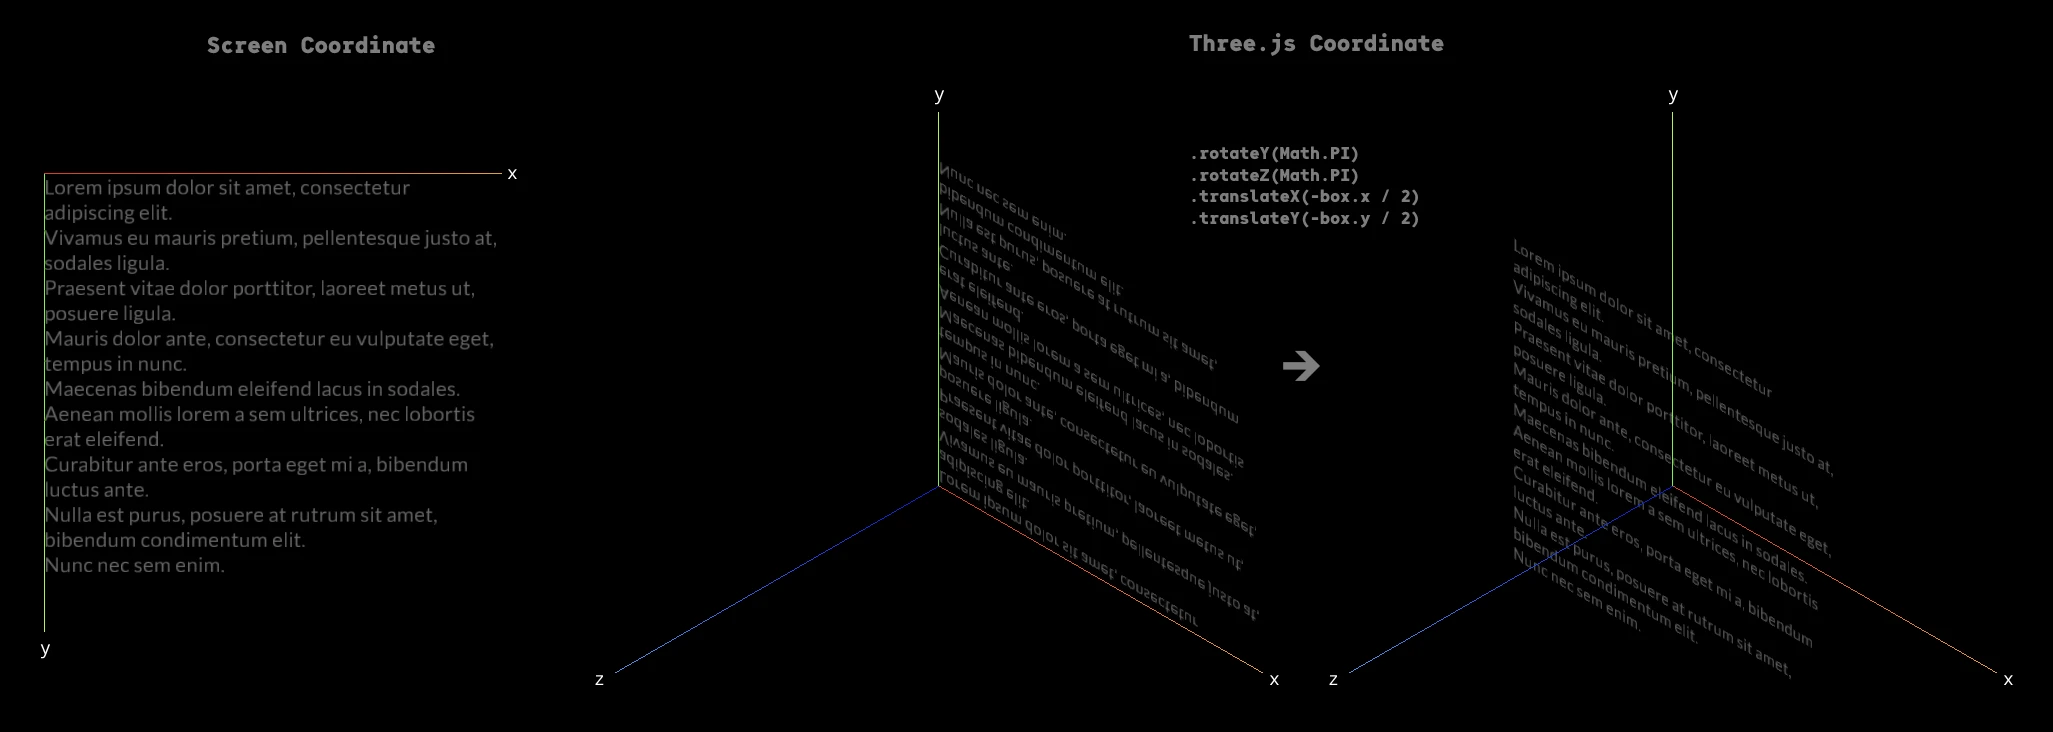 Screen Coordinate
x
Lorem ipsum dolor sit amet, consectetur
adipiscing elit.
Vivamus eu mauris pretium, pellentesque justo at,
sodales ligula.
Praesent vitae dolor porttitor, laoreet metus ut,
posuere ligula.
Mauris dolor ante, consectetur eu vulputate eget,
tempus in nunc.
Maecenas bibendum eleifend lacus in sodales.
Aenean mollis lorem a sem ultrices, nec lobortis
erat eleifend.
Curabitur ante eros, porta eget mi a, bibendum
luctus ante.
Nulla est purus, posuere at rutrum sit amet,
bibendum condimentum elit.
Nunc nec sem enim.
y
Three.js Coordinate
y
Nunc nec sem enim.
bibendum condimentum elit.
Nulla est purus, posuere at rutrum sit amet,
luctus ante.
Curabitur ante eros, porta eget mi a, bibendum
erat eleifend.
Aenean mollis lorem a sem ultrices, nec lobortis
Maecenas bibendum eleifend lacus in sodales.
tempus in nunc.
Mauris dolor ante, consectetur eu vulputate eget,
posuere ligula.
Praesent vitae dolor porttitor, laoreet metus ut,
sodales ligula.
Vivamus eu mauris pretium, pellentesque justo at,
adipiscing elit.
Lorem ipsum dolor sit amet, consectetur
z
x
.rotateY(Math.PI)
.rotateZ(Math.PI)
.translateX(-box.x / 2)
.translateY(-box.y / 2)
➔
y
Lorem ipsum dolor sit amet, consectetur
adipiscing elit.
Vivamus eu mauris pretium, pellentesque justo at,
sodales ligula.
Praesent vitae dolor porttitor, laoreet metus ut,
posuere ligula.
Mauris dolor ante, consectetur eu vulputate eget,
tempus in nunc.
Maecenas bibendum eleifend lacus in sodales.
Aenean mollis lorem a sem ultrices, nec lobortis
erat eleifend.
Curabitur ante eros, porta eget mi a, bibendum
luctus ante.
Nulla est purus, posuere at rutrum sit amet,
bibendum condimentum elit.
Nunc nec sem enim.
z
x